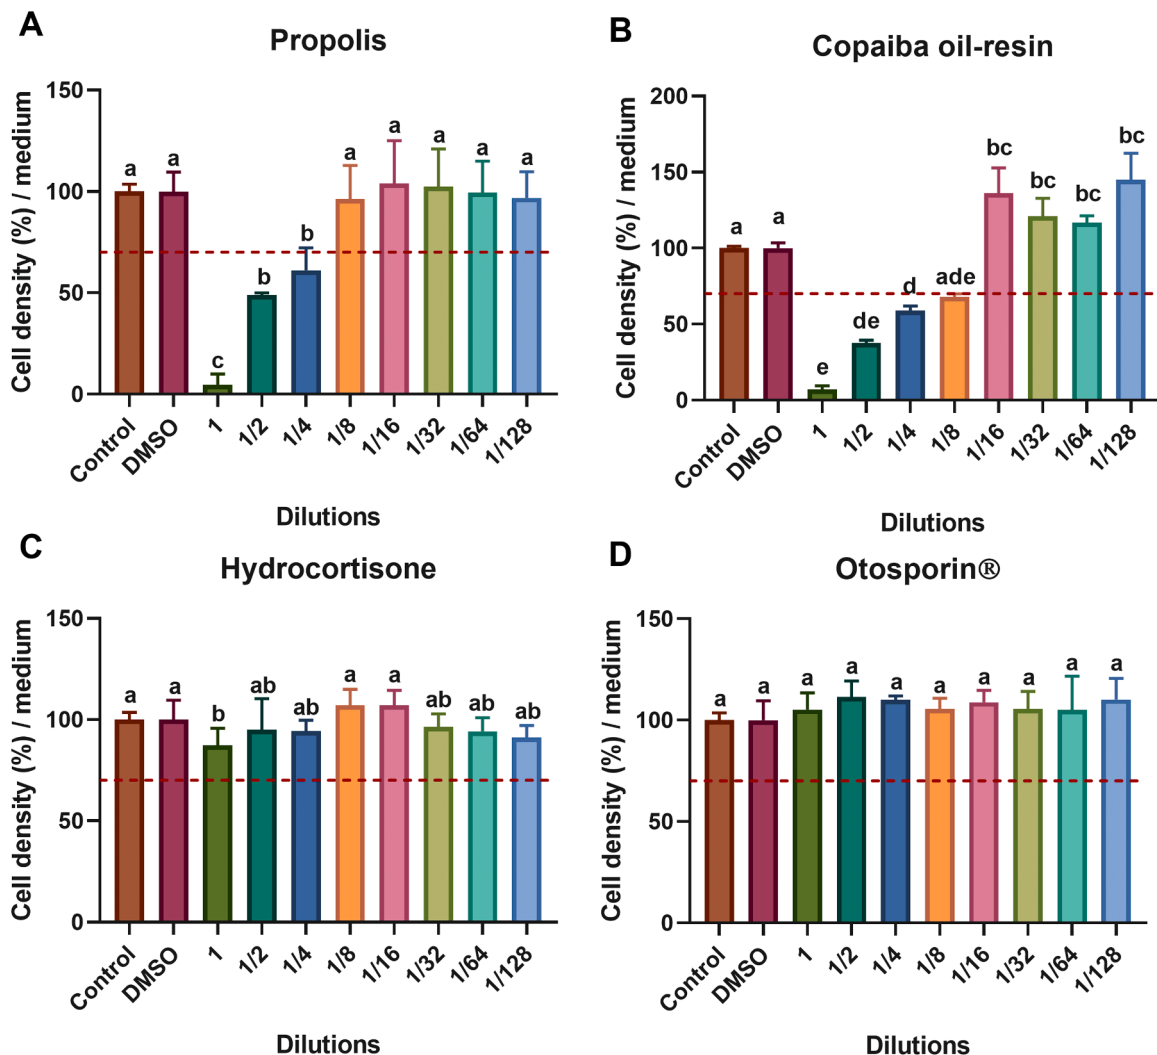 A
Propolis
Cell density (%) / medium
150
100
50
0
a a c b b a a a a a
Control DMSO 1 1/2 1/4 1/8 1/16 1/32 1/64 1/128
Dilutions
B
Copaiba oil-resin
Cell density (%) / medium
200
150
100
50
0
a a e de d ade bc bc bc bc
Control DMSO 1 1/2 1/4 1/8 1/16 1/32 1/64 1/128
Dilutions
C
Hydrocortisone
Cell density (%) / medium
150
100
50
0
a a b ab ab a a ab ab ab
Control DMSO 1 1/2 1/4 1/8 1/16 1/32 1/64 1/128
Dilutions
D
Otosporin®
Cell density (%) / medium
150
100
50
0
a a a a a a a a a a
Control DMSO 1 1/2 1/4 1/8 1/16 1/32 1/64 1/128
Dilutions